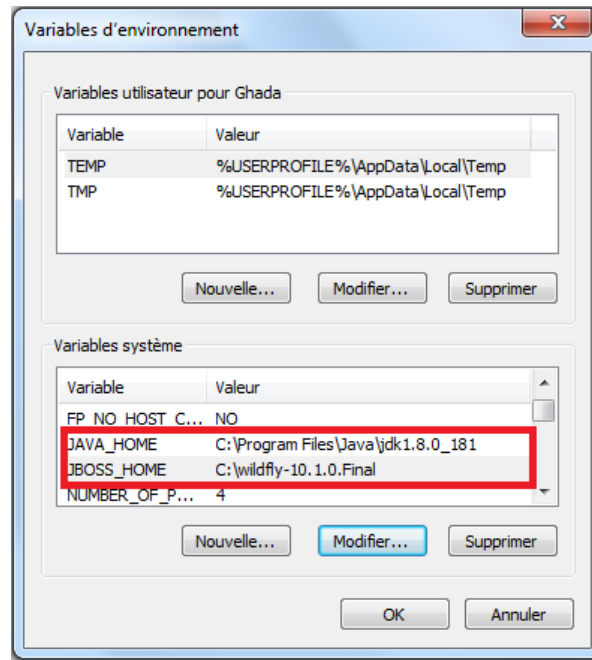 Variables d'environnement
Variables utilisateur pour Ghada
Variable Valeur
TEMP %USERPROFILE%\AppData\Local\Temp
TMP %USERPROFILE%\AppData\Local\Temp
Nouvelle... Modifier... Supprimer
Variables système
Variable Valeur
FP_NO_HOST_C... NO
JAVA_HOME C:\Program Files\Java\jdk1.8.0_181
JBOSS_HOME C:\wildfly-10.1.0.Final
NUMBER_OF_P... 4
Nouvelle... Modifier... Supprimer
OK Annuler